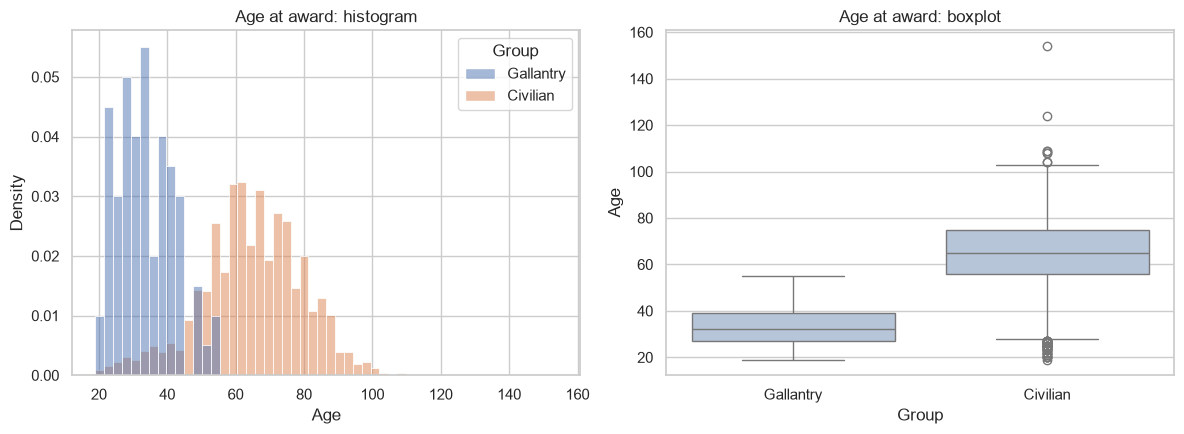 Age at award: histogram
Group
Gallantry
Civilian
Density
0.05
0.04
0.03
0.02
0.01
0.00
20 40 60 80 100 120 140 160
Age
Age at award: boxplot
Age
160
140
120
100
80
60
40
20
Gallantry Civilian
Group